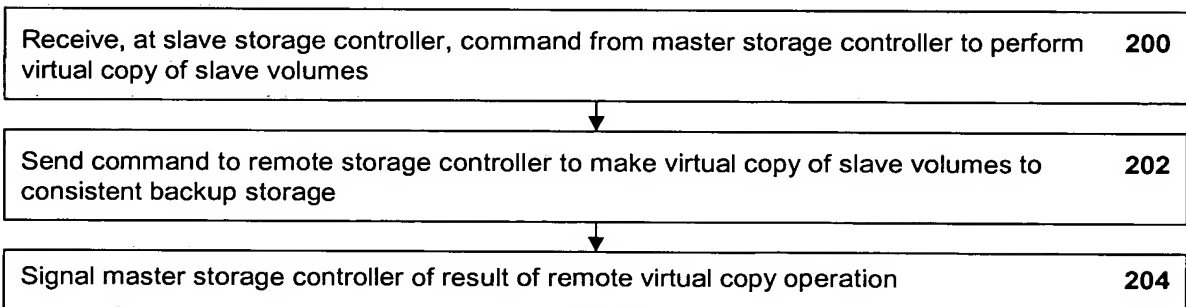 Receive, at slave storage controller, command from master storage controller to perform 200
virtual copy of slave volumes
Send command to remote storage controller to make virtual copy of slave volumes to 202
consistent backup storage
Signal master storage controller of result of remote virtual copy operation 204